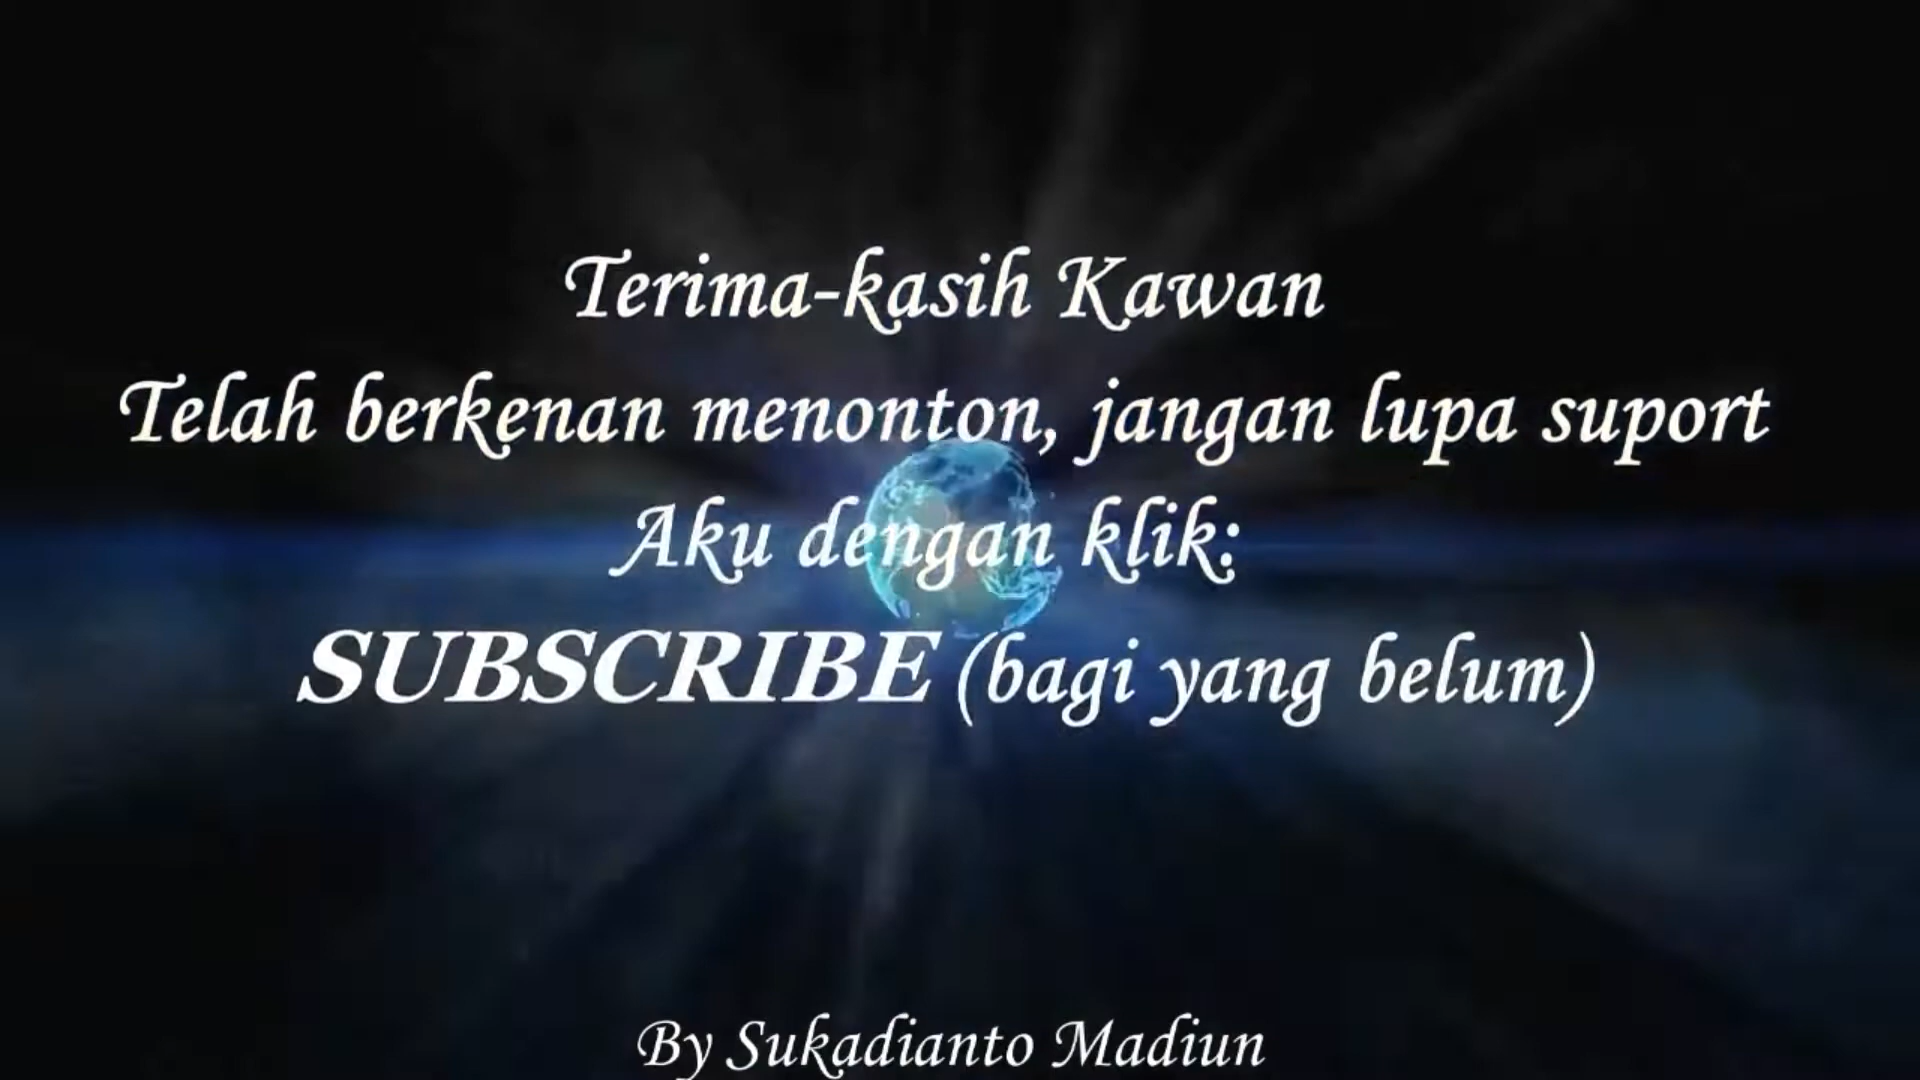 Terima-kasih Kawan
Telah berkenan menonton, jangan lupa suport
Aku dengan klik:
SUBSCRIBE (bagi yang belum)
By Sukadianto Madiun